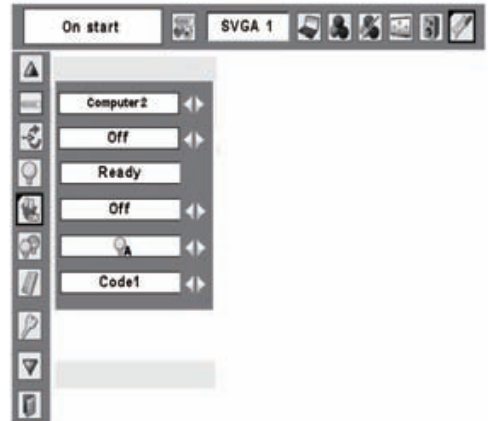 On start
SVGA 1
Computer2
Off
Ready
Off
A
Code1